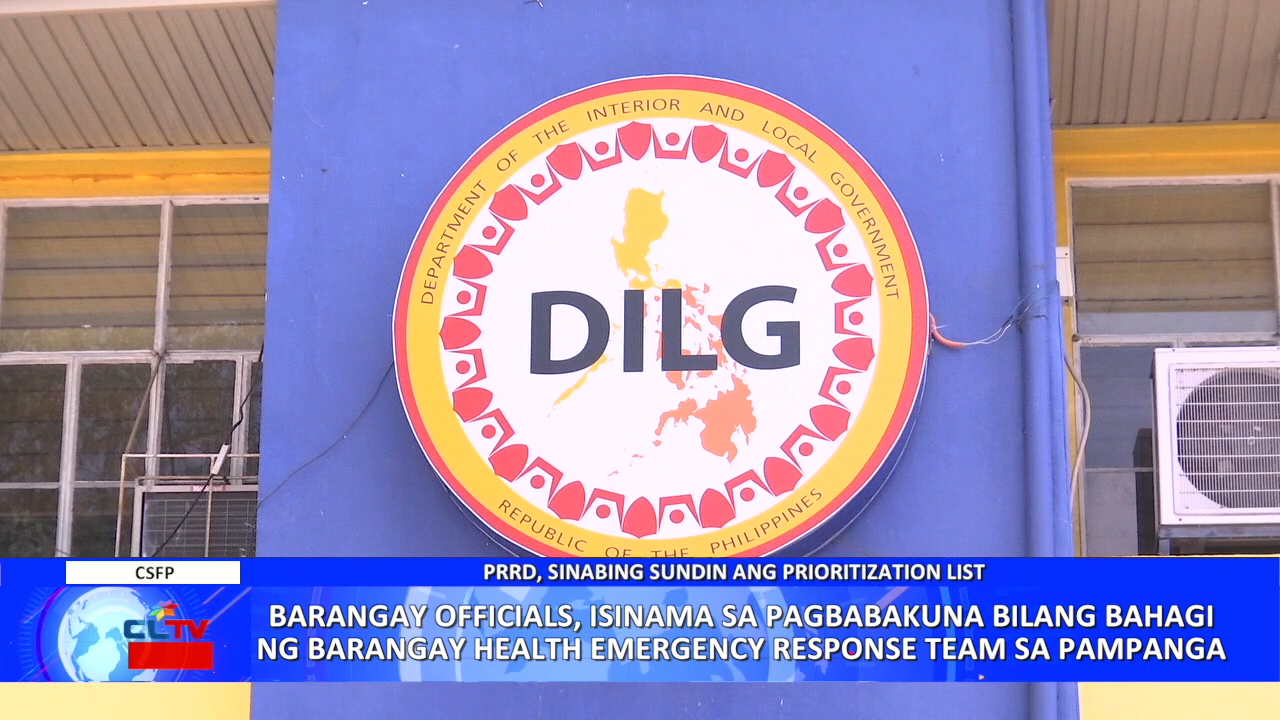 DEPARTMENT OF THE INTERIOR AND LOCAL GOVERNMENT
DILG
REPUBLIC OF THE PHILIPPINES
CSFP
PRRD, SINABING SUNDIN ANG PRIORITIZATION LIST
CLTV
BARANGAY OFFICIALS, ISINAMA SA PAGBABAKUNA BILANG BAHAGI
NG BARANGAY HEALTH EMERGENCY RESPONSE TEAM SA PAMPANGA